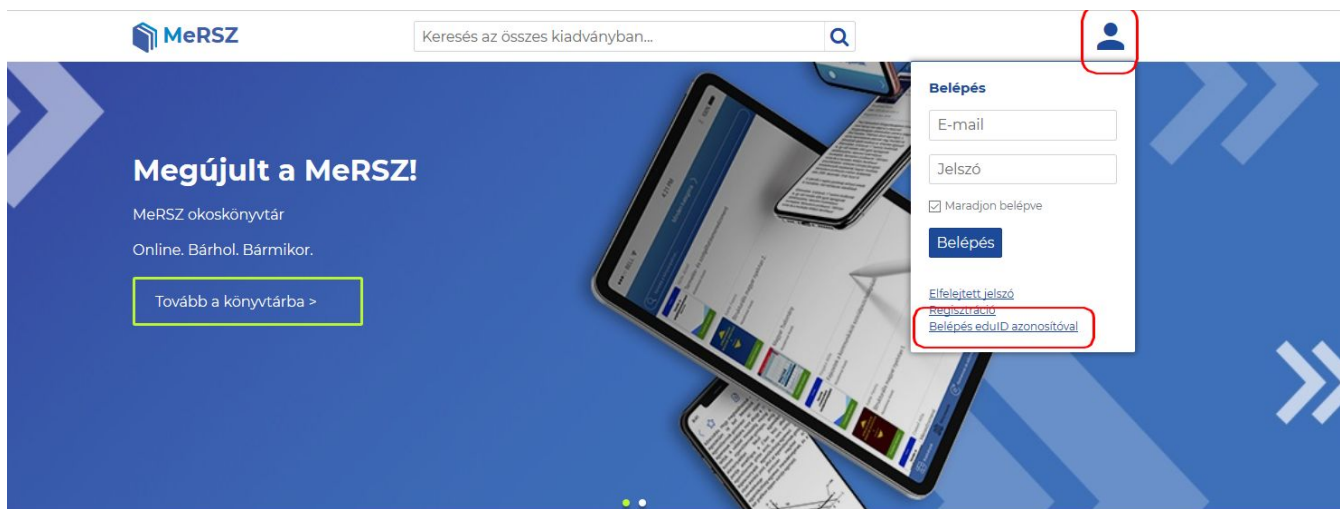 MeRSZ
Keresés az összes kiadványban...
Belépés
E-mail
Jelszó
Maradjon belépve
Belépés
Elfelejtett jelszó
Regisztráció
Belépés eduID azonosítóval
Megújult a MeRSZ!
MeRSZ okoskönyvtár
Online. Bárhol. Bármikor.
Tovább a könyvtárba >